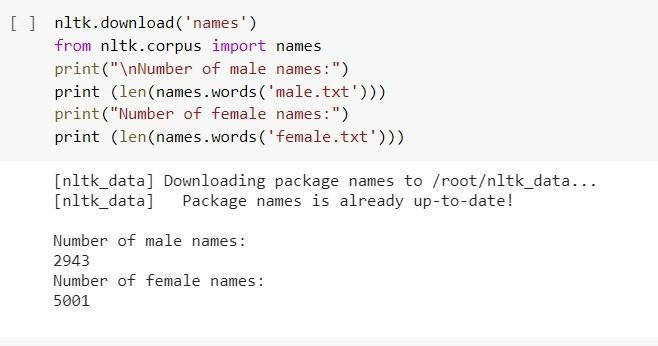 [ ] nltk.download('names')
from nltk.corpus import names
print("\nNumber of male names:")
print (len(names.words('male.txt')))
print("Number of female names:")
print (len(names.words('female.txt')))
[nltk_data] Downloading package names to /root/nltk_data...
[nltk_data]   Package names is already up-to-date!
Number of male names:
2943
Number of female names:
5001